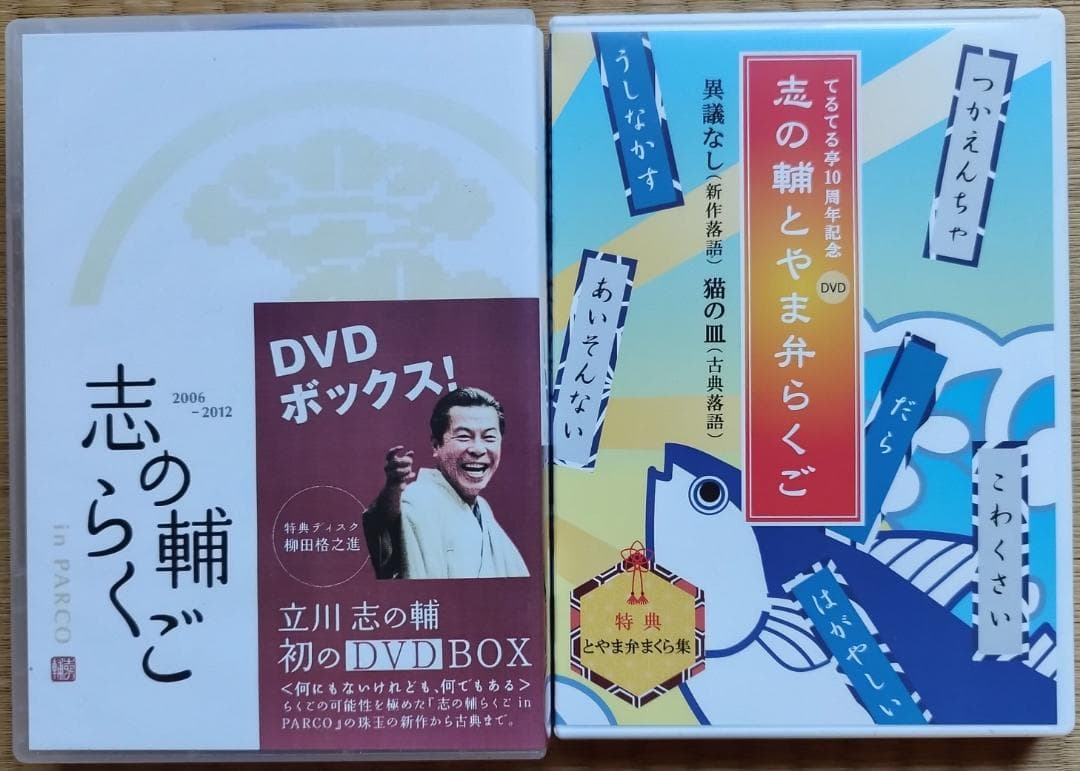 志の輔
らくご
in PARCO
2006
-2012
DVD
ボックス!
特典ディスク
柳田格之進
立川 志の輔
初のDVD BOX
<何にもないけれども、何でもある>
らくごの可能性を極めた「志の輔らくご in
PARCO」の珠玉の新作から古典まで。
てるてる亭10周年記念
DVD
志の輔とやま弁らくご
異議なし(新作落語) 猫の皿(古典落語)
うしなかす
つかえんちゃ
あいそんない
だら
こわくさい
はがやしい
特典
とやま弁まくら集